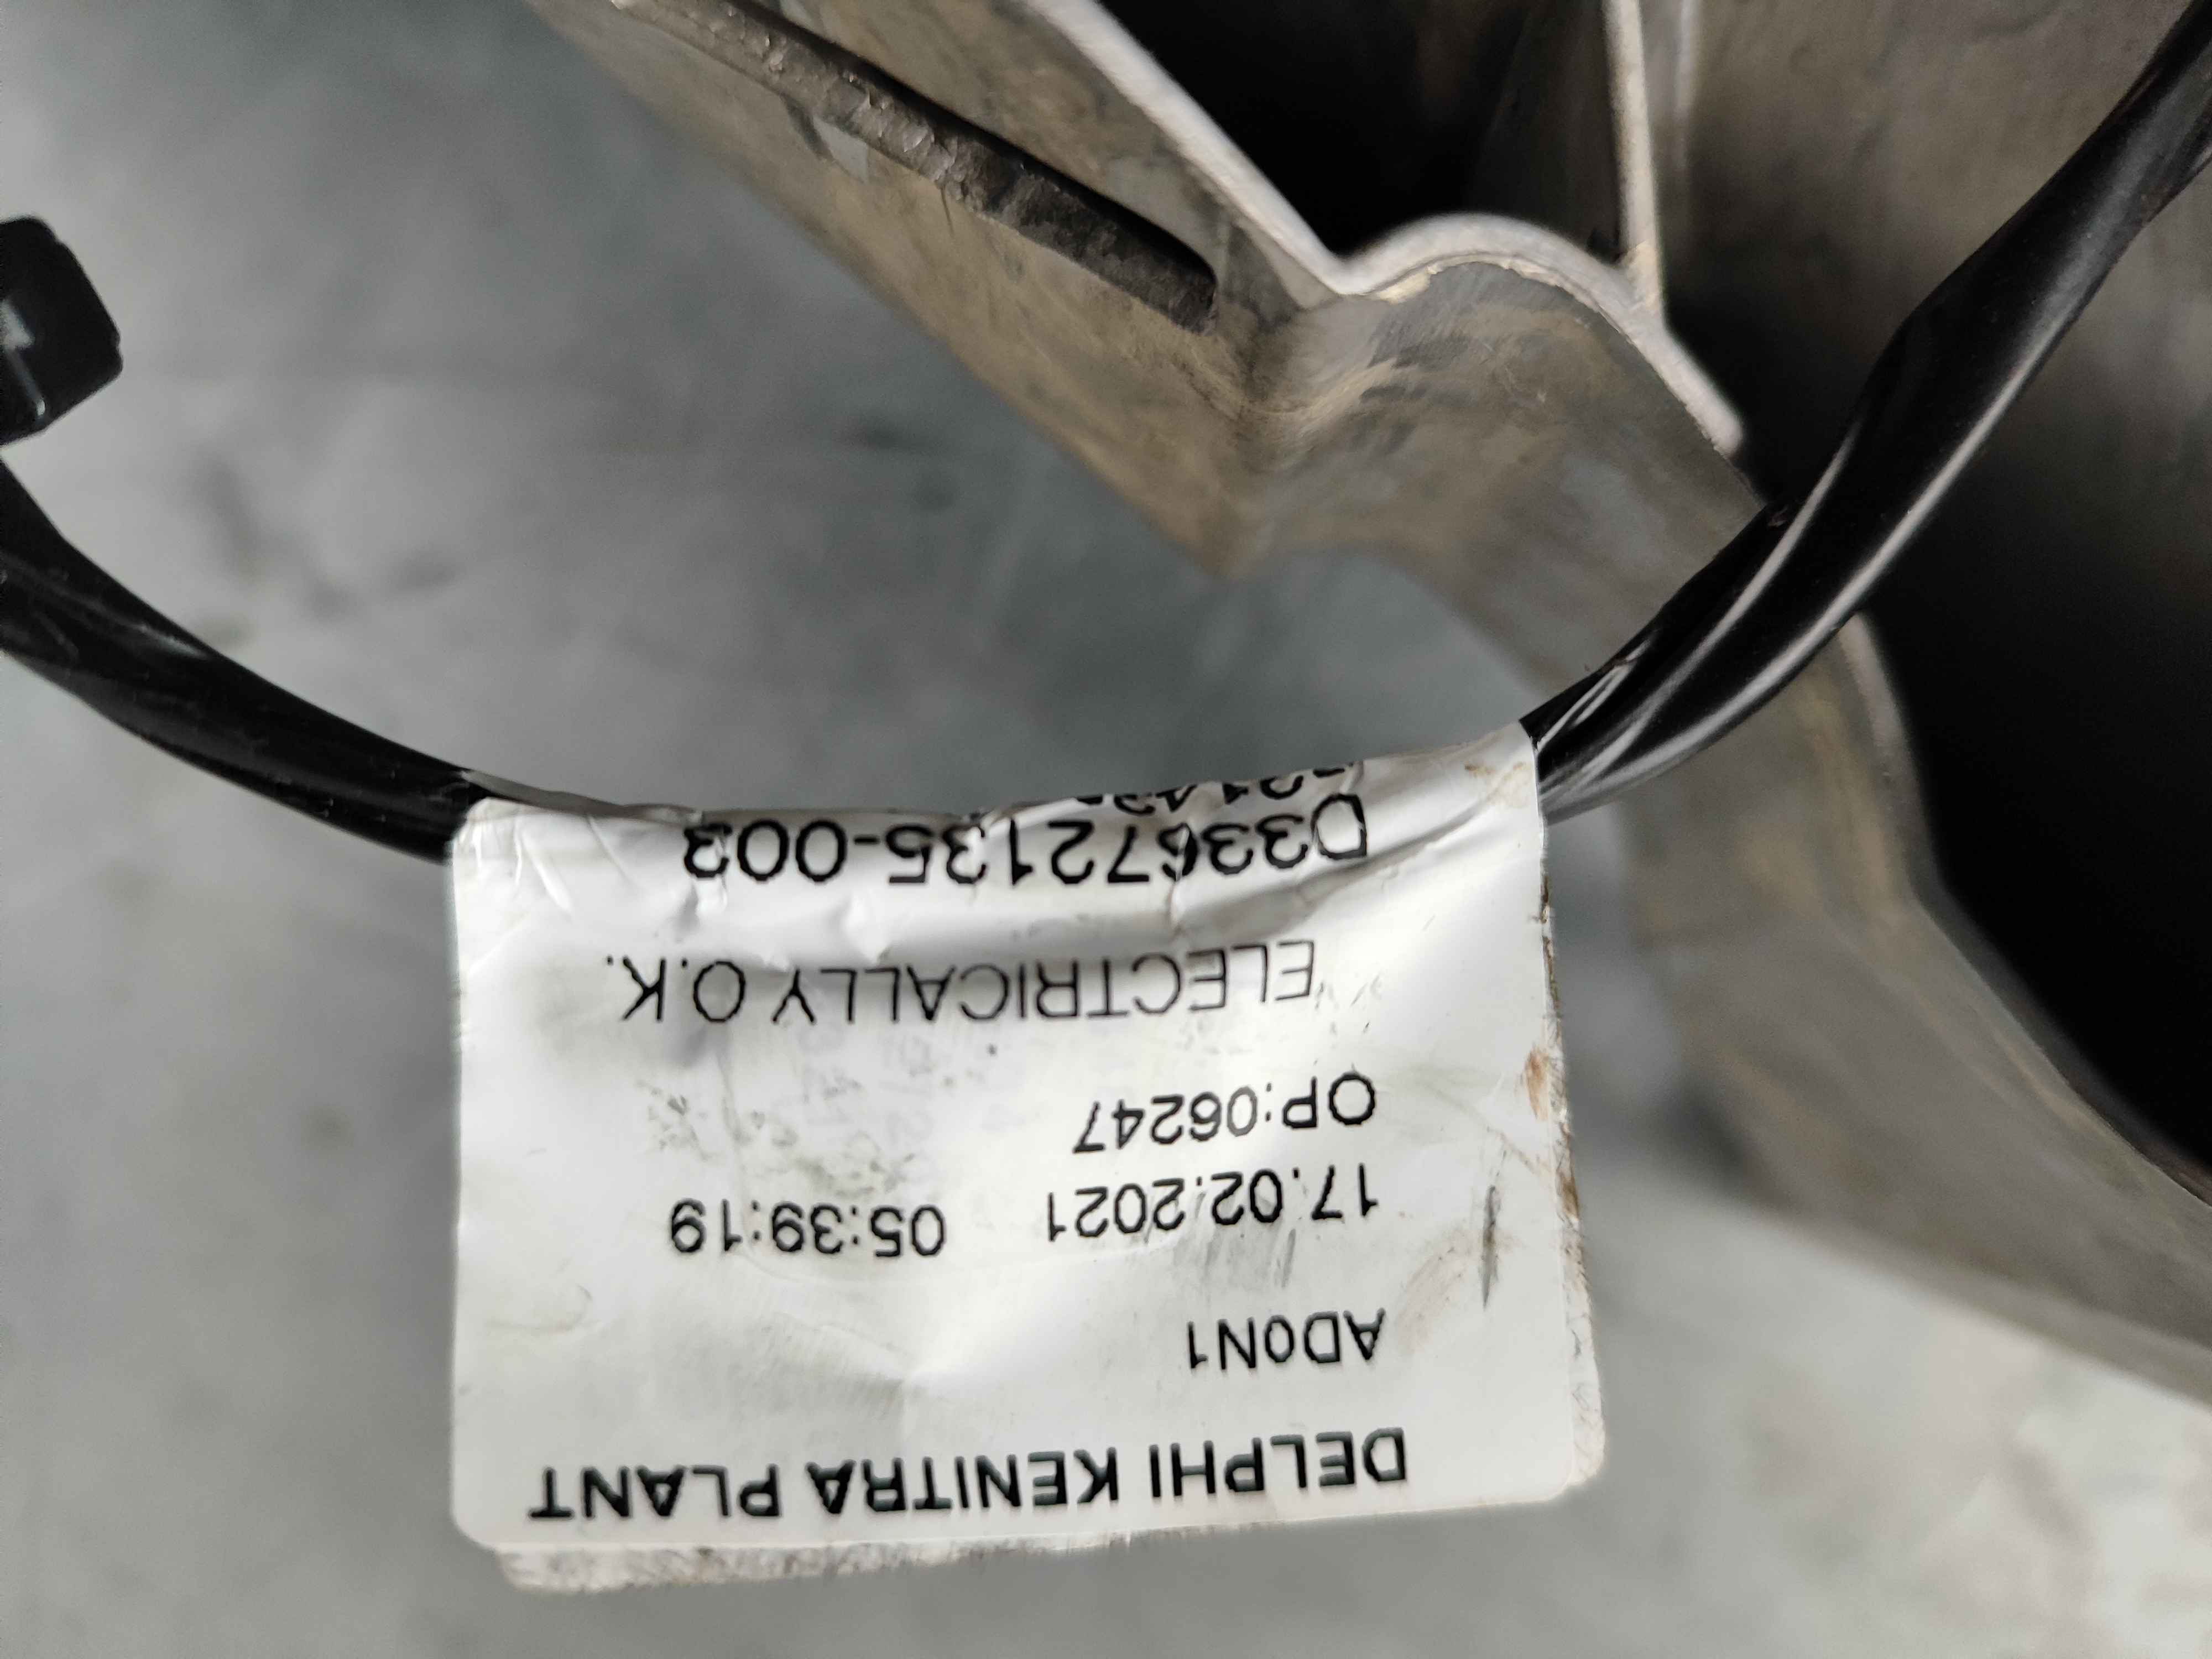 DELPHI KENITRA PLANT
AD0N1
17.02.2021 05:39:19
OP:06247
ELECTRICALLY O.K.
D33672135-003